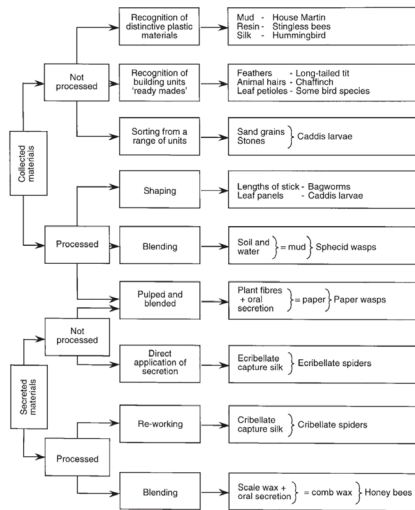 Recognition of
distinctive plastic
materials
Mud - House Martin
Resin - Stingless bees
Silk - Hummingbird
Not
processed
Recognition of
building units
'ready mades'
Feathers - Long-tailed tit
Animal hairs - Chaffinch
Leaf petioles - Some bird species
Sorting from a
range of units
Sand grains
Stones
Caddis larvae
Collected
materials
Shaping
Lengths of stick - Bagworms
Leaf panels - Caddis larvae
Processed
Blending
Soil and
water
= mud
Sphecid wasps
Pulped and
blended
Plant fibres
+ oral
secretion
= paper
Paper wasps
Not
processed
Direct
application of
secretion
Ecribellate
capture silk
Ecribellate spiders
Secreted
materials
Re-working
Cribellate
capture silk
Cribellate spiders
Processed
Blending
Scale wax +
oral secretion
= comb wax
Honey bees